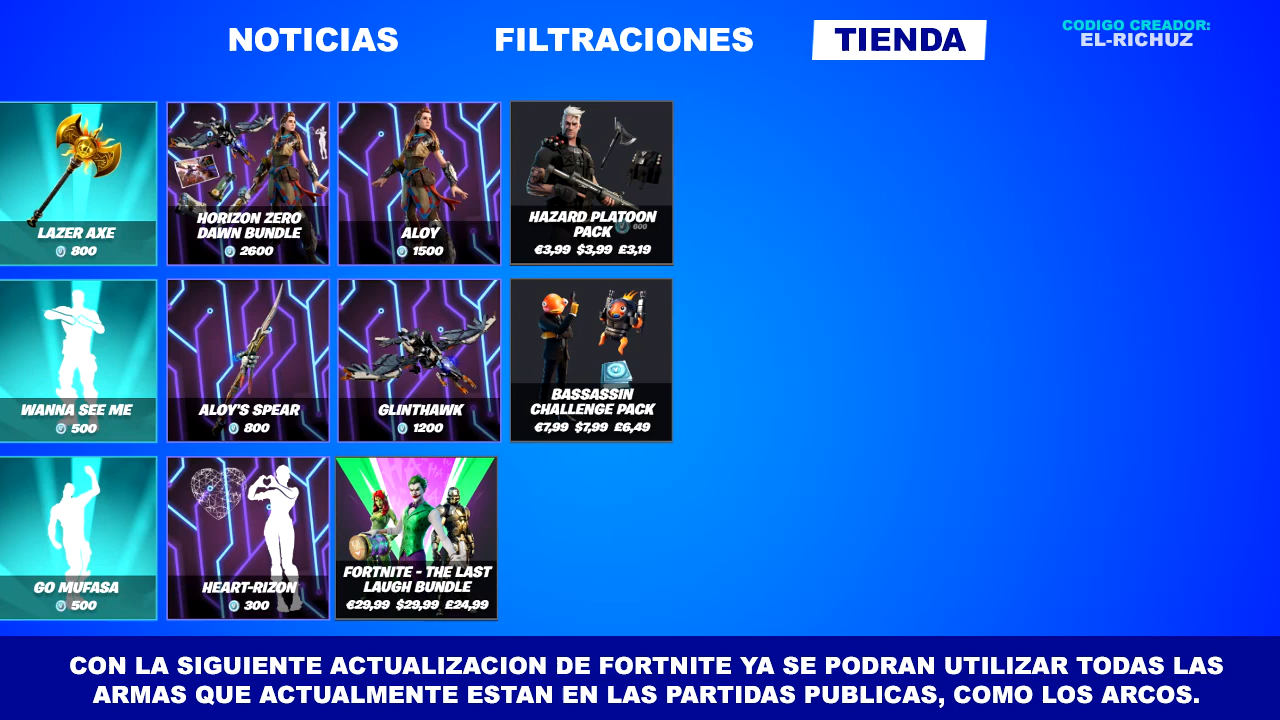 NOTICIAS
FILTRACIONES
TIENDA
CODIGO CREADOR:
EL-RICHUZ
LAZER AXE
800
HORIZON ZERO
DAWN BUNDLE
2600
ALOY
1500
HAZARD PLATOON
PACK
600
€3,99 $3,99 £3,19
WANNA SEE ME
500
ALOY'S SPEAR
800
GLINTHAWK
1200
BASSASSIN
CHALLENGE PACK
€7,99 $7,99 £6,49
GO MUFASA
500
HEART-RIZON
300
FORTNITE - THE LAST
LAUGH BUNDLE
€29,99 $29,99 £24,99
CON LA SIGUIENTE ACTUALIZACION DE FORTNITE YA SE PODRAN UTILIZAR TODAS LAS
ARMAS QUE ACTUALMENTE ESTAN EN LAS PARTIDAS PUBLICAS, COMO LOS ARCOS.